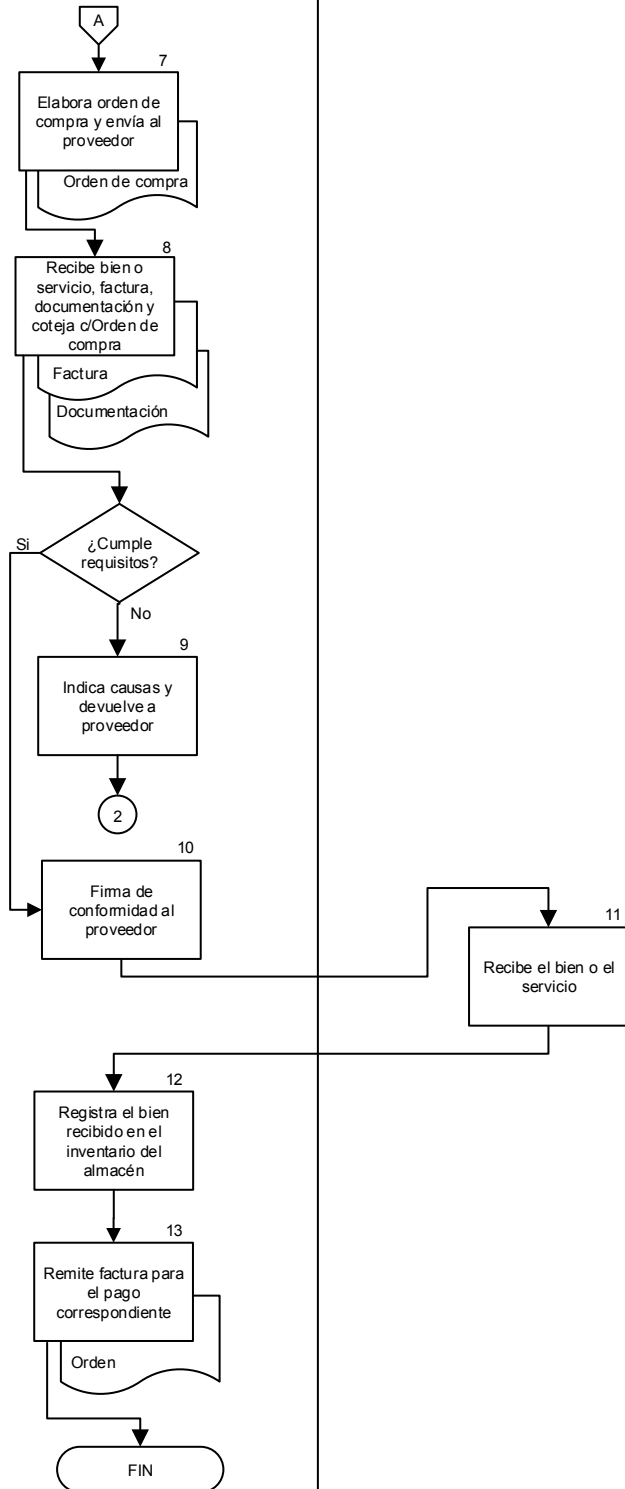 A
7
Elabora orden de
compra y envía al
proveedor
Orden de compra
8
Recibe bien o
servicio, factura,
documentación y
coteja c/Orden de
compra
Factura
Documentación
¿Cumple
requisitos?
Si
No
9
Indica causas y
devuelve a
proveedor
2
10
Firma de
conformidad al
proveedor
11
Recibe el bien o el
servicio
12
Registra el bien
recibido en el
inventario del
almacén
13
Remite factura para
el pago
correspondiente
Orden
FIN